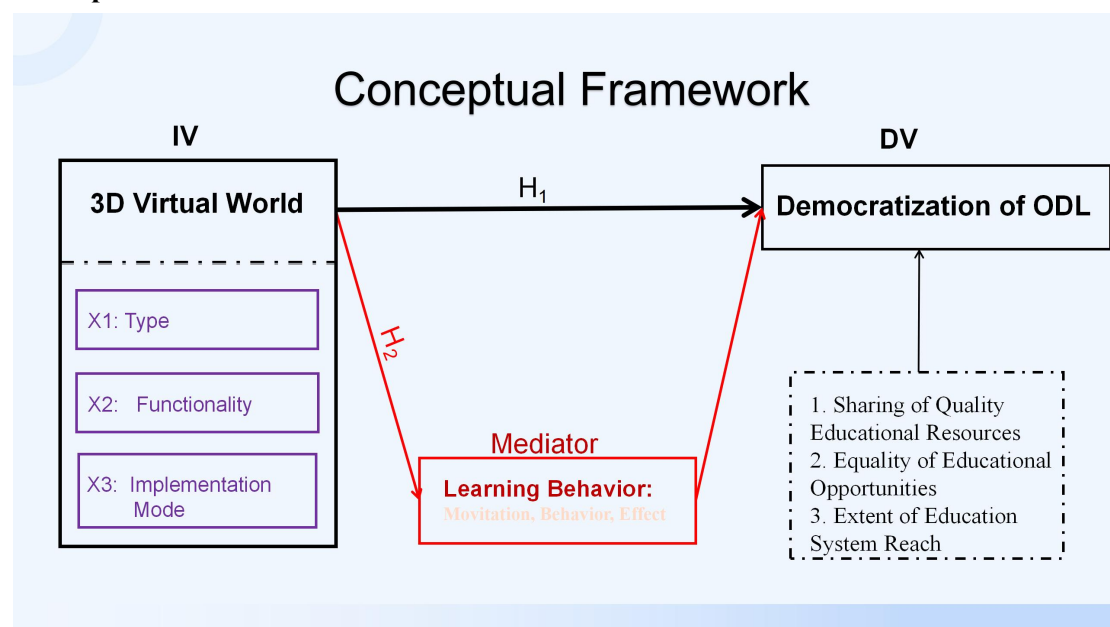 Conceptual Framework
IV
DV
3D Virtual World
H₁
Democratization of ODL
X1: Type
H₂
X2: Functionality
X3: Implementation
Mode
Mediator
Learning Behavior:
Movitation, Behavior, Effect
1. Sharing of Quality
Educational Resources
2. Equality of Educational
Opportunities
3. Extent of Education
System Reach